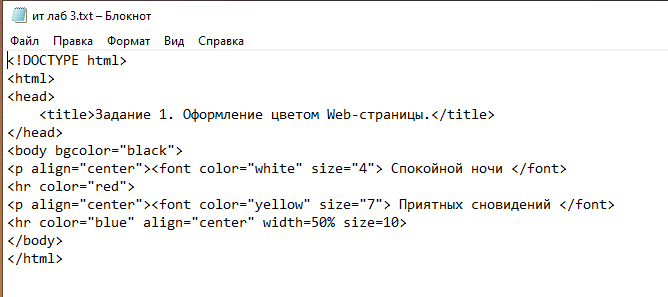 ит лаб 3.txt – Блокнот
Файл Правка Формат Вид Справка
<!DOCTYPE html>
<html>
<head>
    <title>Задание 1. Оформление цветом Web-страницы.</title>
</head>
<body bgcolor="black">
<p align="center"><font color="white" size="4"> Спокойной ночи </font>
<hr color="red">
<p align="center"><font color="yellow" size="7"> Приятных сновидений </font>
<hr color="blue" align="center" width=50% size=10>
</body>
</html>